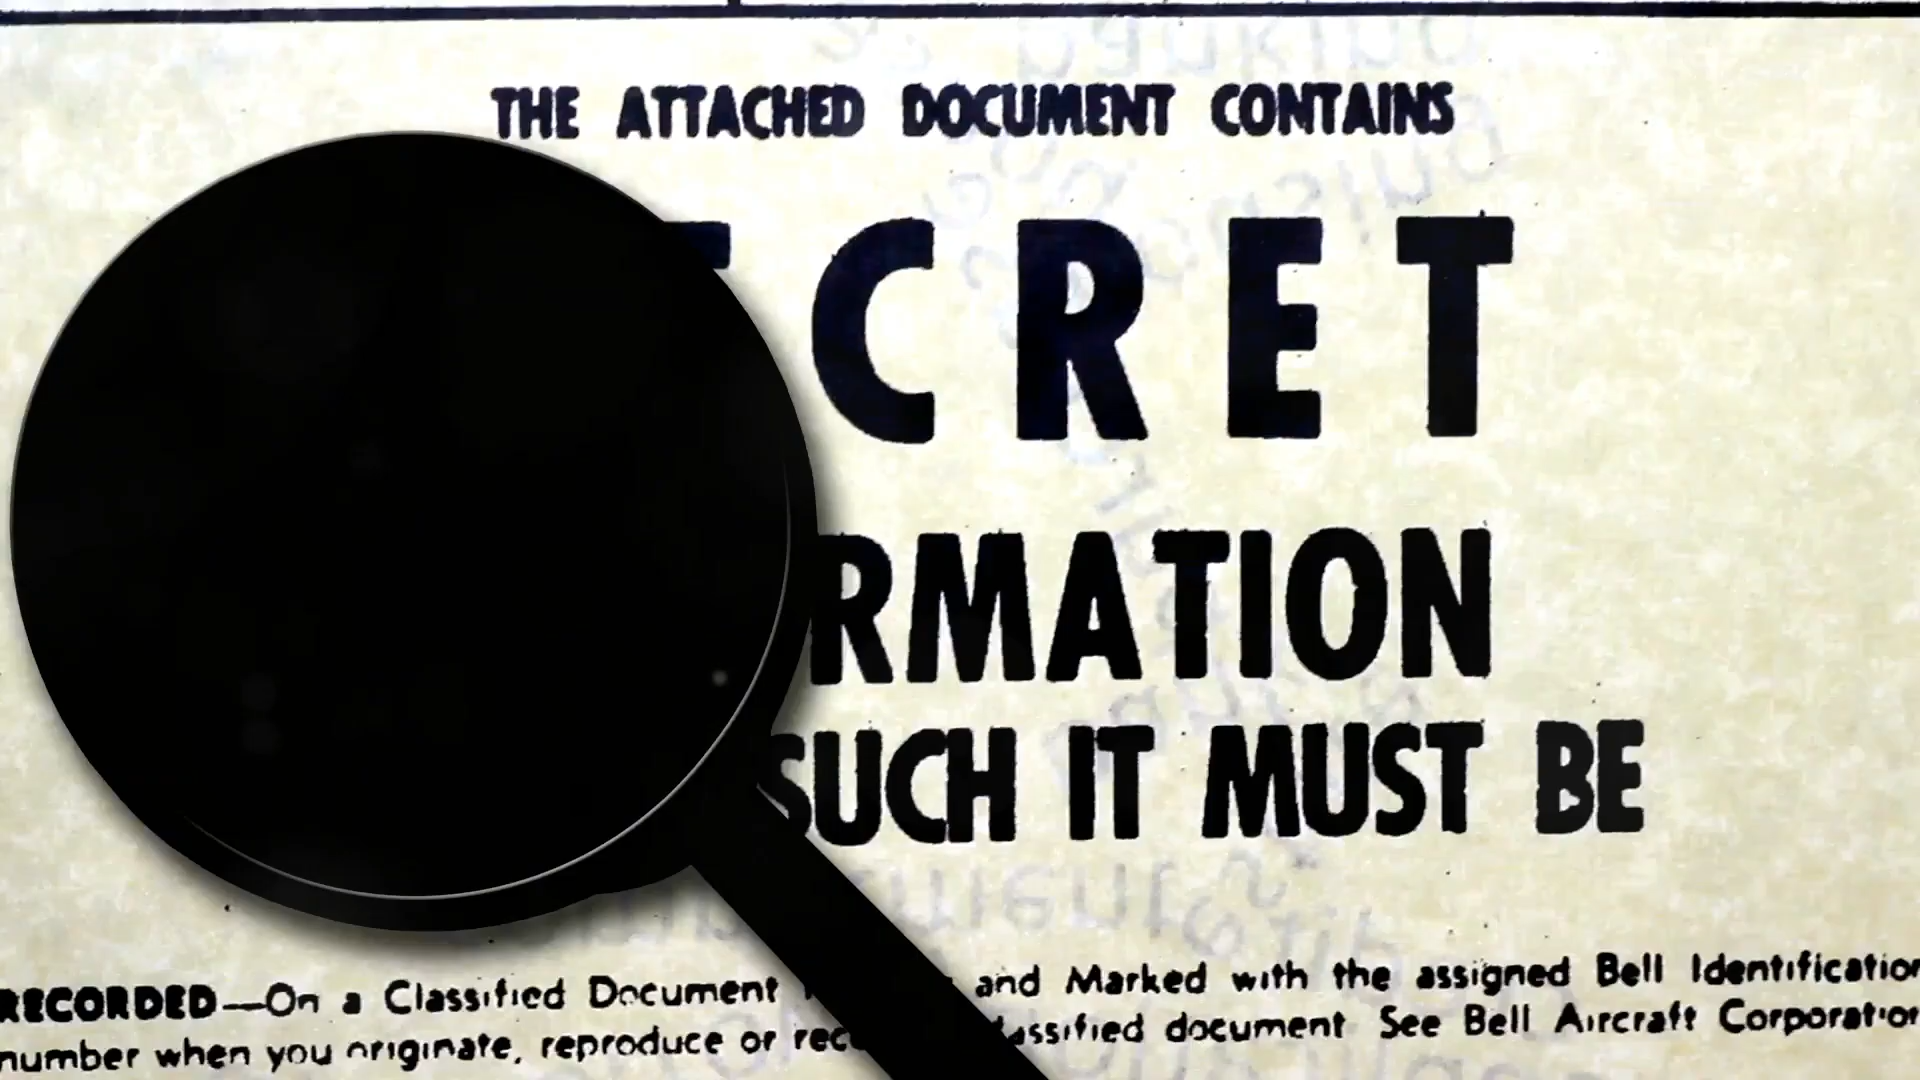 THE ATTACHED DOCUMENT CONTAINS
CRET
RMATION
SUCH IT MUST BE
RECORDED—On a Classified Document and Marked with the assigned Bell Identification
number when you originate, reproduce or classified document See Bell Aircraft Corporation